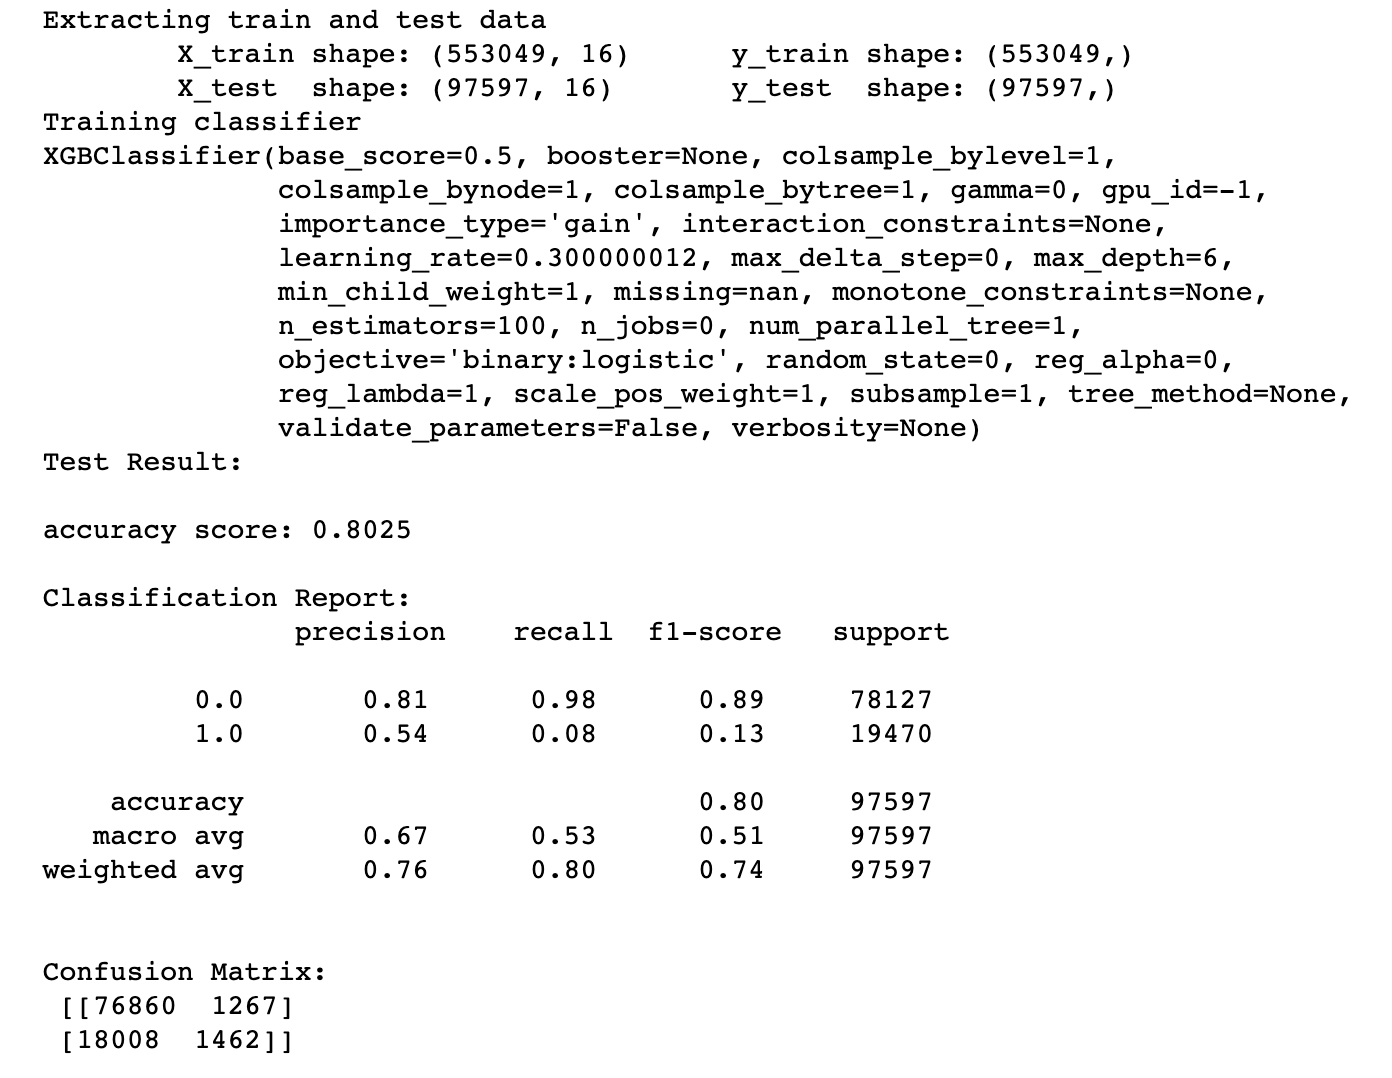 Extracting train and test data
X_train shape: (553049, 16) y_train shape: (553049,)
X_test shape: (97597, 16) y_test shape: (97597,)
Training classifier
XGBClassifier(base_score=0.5, booster=None, colsample_bylevel=1,
colsample_bynode=1, colsample_bytree=1, gamma=0, gpu_id=-1,
importance_type='gain', interaction_constraints=None,
learning_rate=0.300000012, max_delta_step=0, max_depth=6,
min_child_weight=1, missing=nan, monotone_constraints=None,
n_estimators=100, n_jobs=0, num_parallel_tree=1,
objective='binary:logistic', random_state=0, reg_alpha=0,
reg_lambda=1, scale_pos_weight=1, subsample=1, tree_method=None,
validate_parameters=False, verbosity=None)
Test Result:
accuracy score: 0.8025
Classification Report:
precision recall f1-score support
0.0 0.81 0.98 0.89 78127
1.0 0.54 0.08 0.13 19470
accuracy 0.80 97597
macro avg 0.67 0.53 0.51 97597
weighted avg 0.76 0.80 0.74 97597
Confusion Matrix:
[[76860 1267]
[18008 1462]]